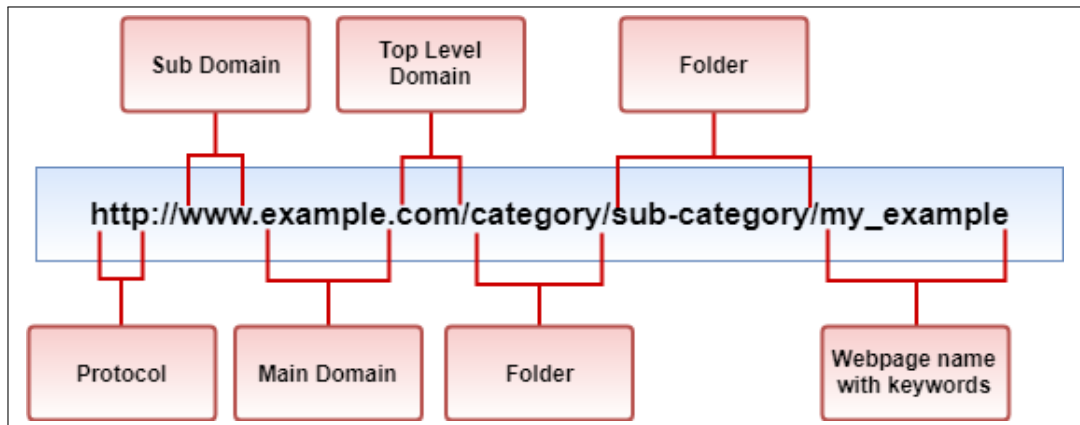 Sub Domain
Top Level
Domain
Folder
http://www.example.com/category/sub-category/my_example
Protocol
Main Domain
Folder
Webpage name
with keywords